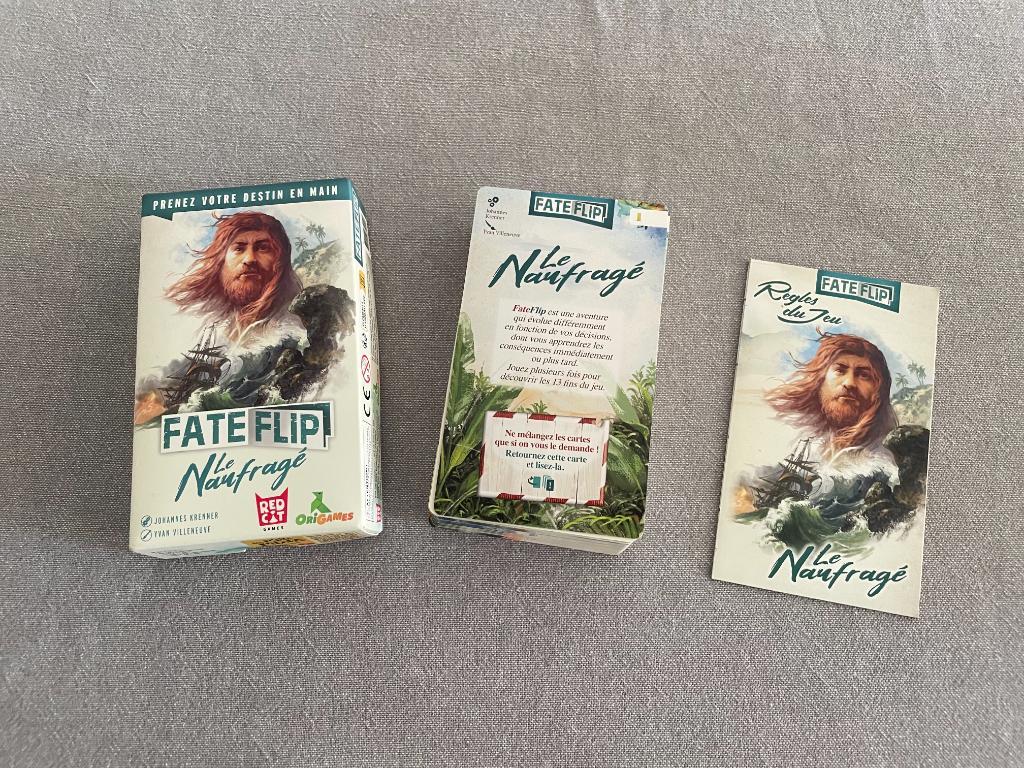 PRENEZ VOTRE DESTIN EN MAIN
FATE FLIP
Le
Naufragé
JOHANNES KRENNER
YVAN VILLENEUVE
RED
CAT
GAMES
ORIGAMES
CE
Johannes
Krenner
Yvan Villeneuve
FATE FLIP
1
Le
Naufragé
FateFlip est une aventure
qui évolue différemment
en fonction de vos décisions,
dont vous apprendrez les
conséquences immédiatement
ou plus tard.
Jouez plusieurs fois pour
découvrir les 13 fins du jeu.
Ne mélangez les cartes
que si on vous le demande !
Retournez cette carte
et lisez-la.
FATE FLIP
Règles
du Jeu
Le
Naufragé